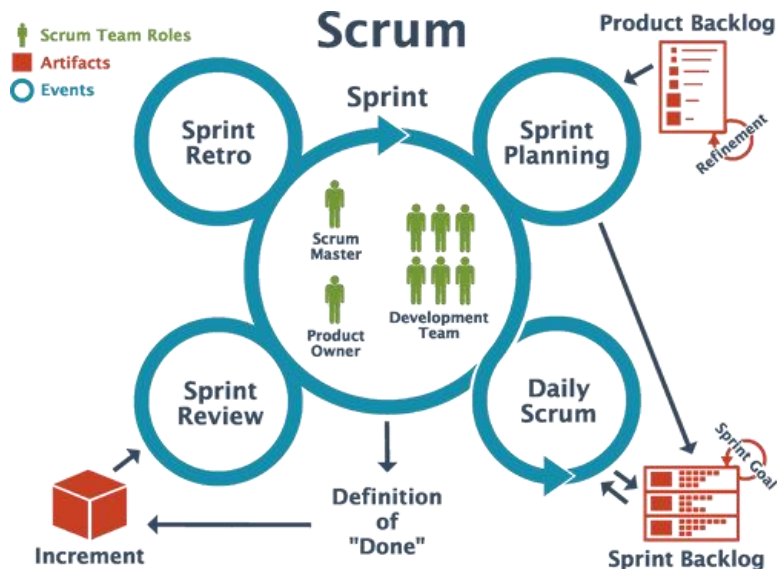 Scrum
Scrum Team Roles
Artifacts
Events
Product Backlog
Refinement
Sprint
Sprint
Retro
Sprint
Planning
Scrum
Master
Product
Owner
Development
Team
Sprint
Review
Daily
Scrum
Sprint Goal
Definition
of
"Done"
Increment
Sprint Backlog